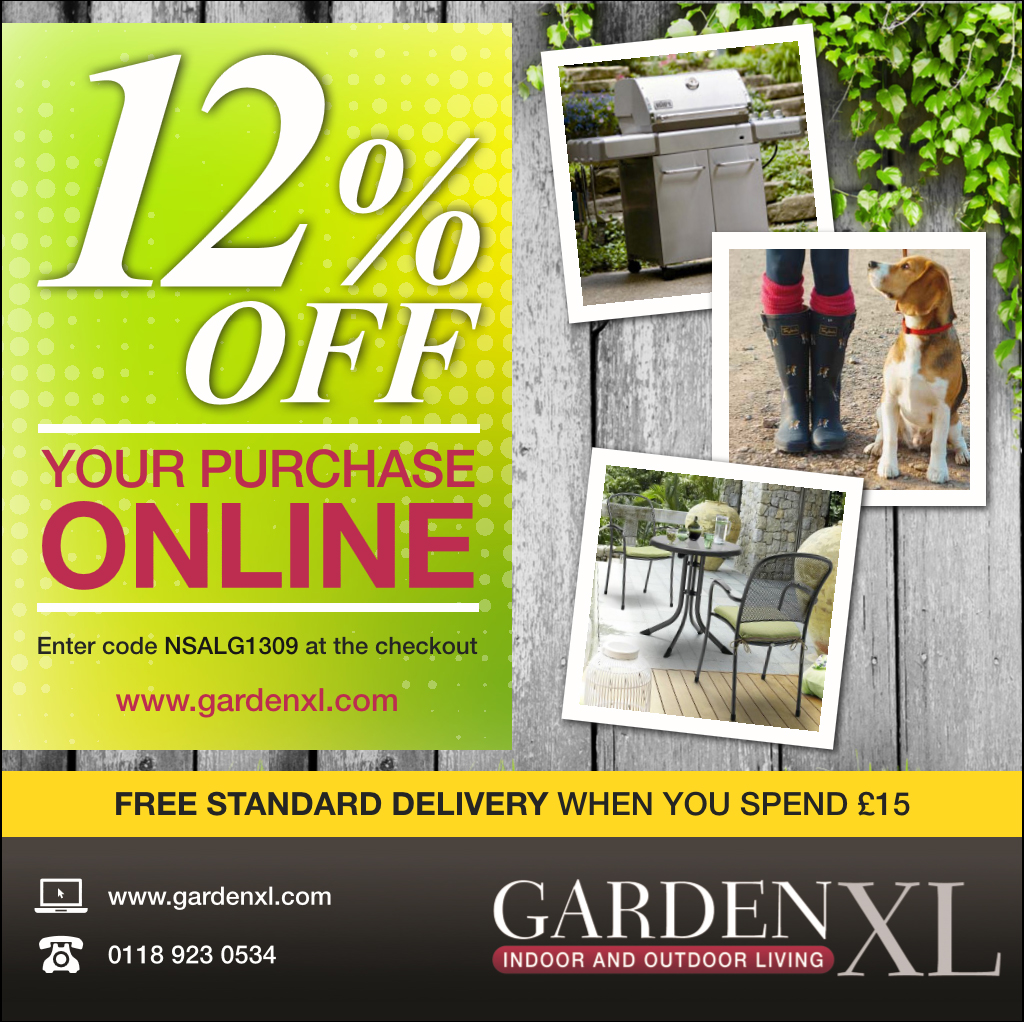 12%
OFF
YOUR PURCHASE
ONLINE
Enter code NSALG1309 at the checkout
www.gardenxl.com
FREE STANDARD DELIVERY WHEN YOU SPEND £15
www.gardenxl.com
0118 923 0534
GARDEN XL
INDOOR AND OUTDOOR LIVING